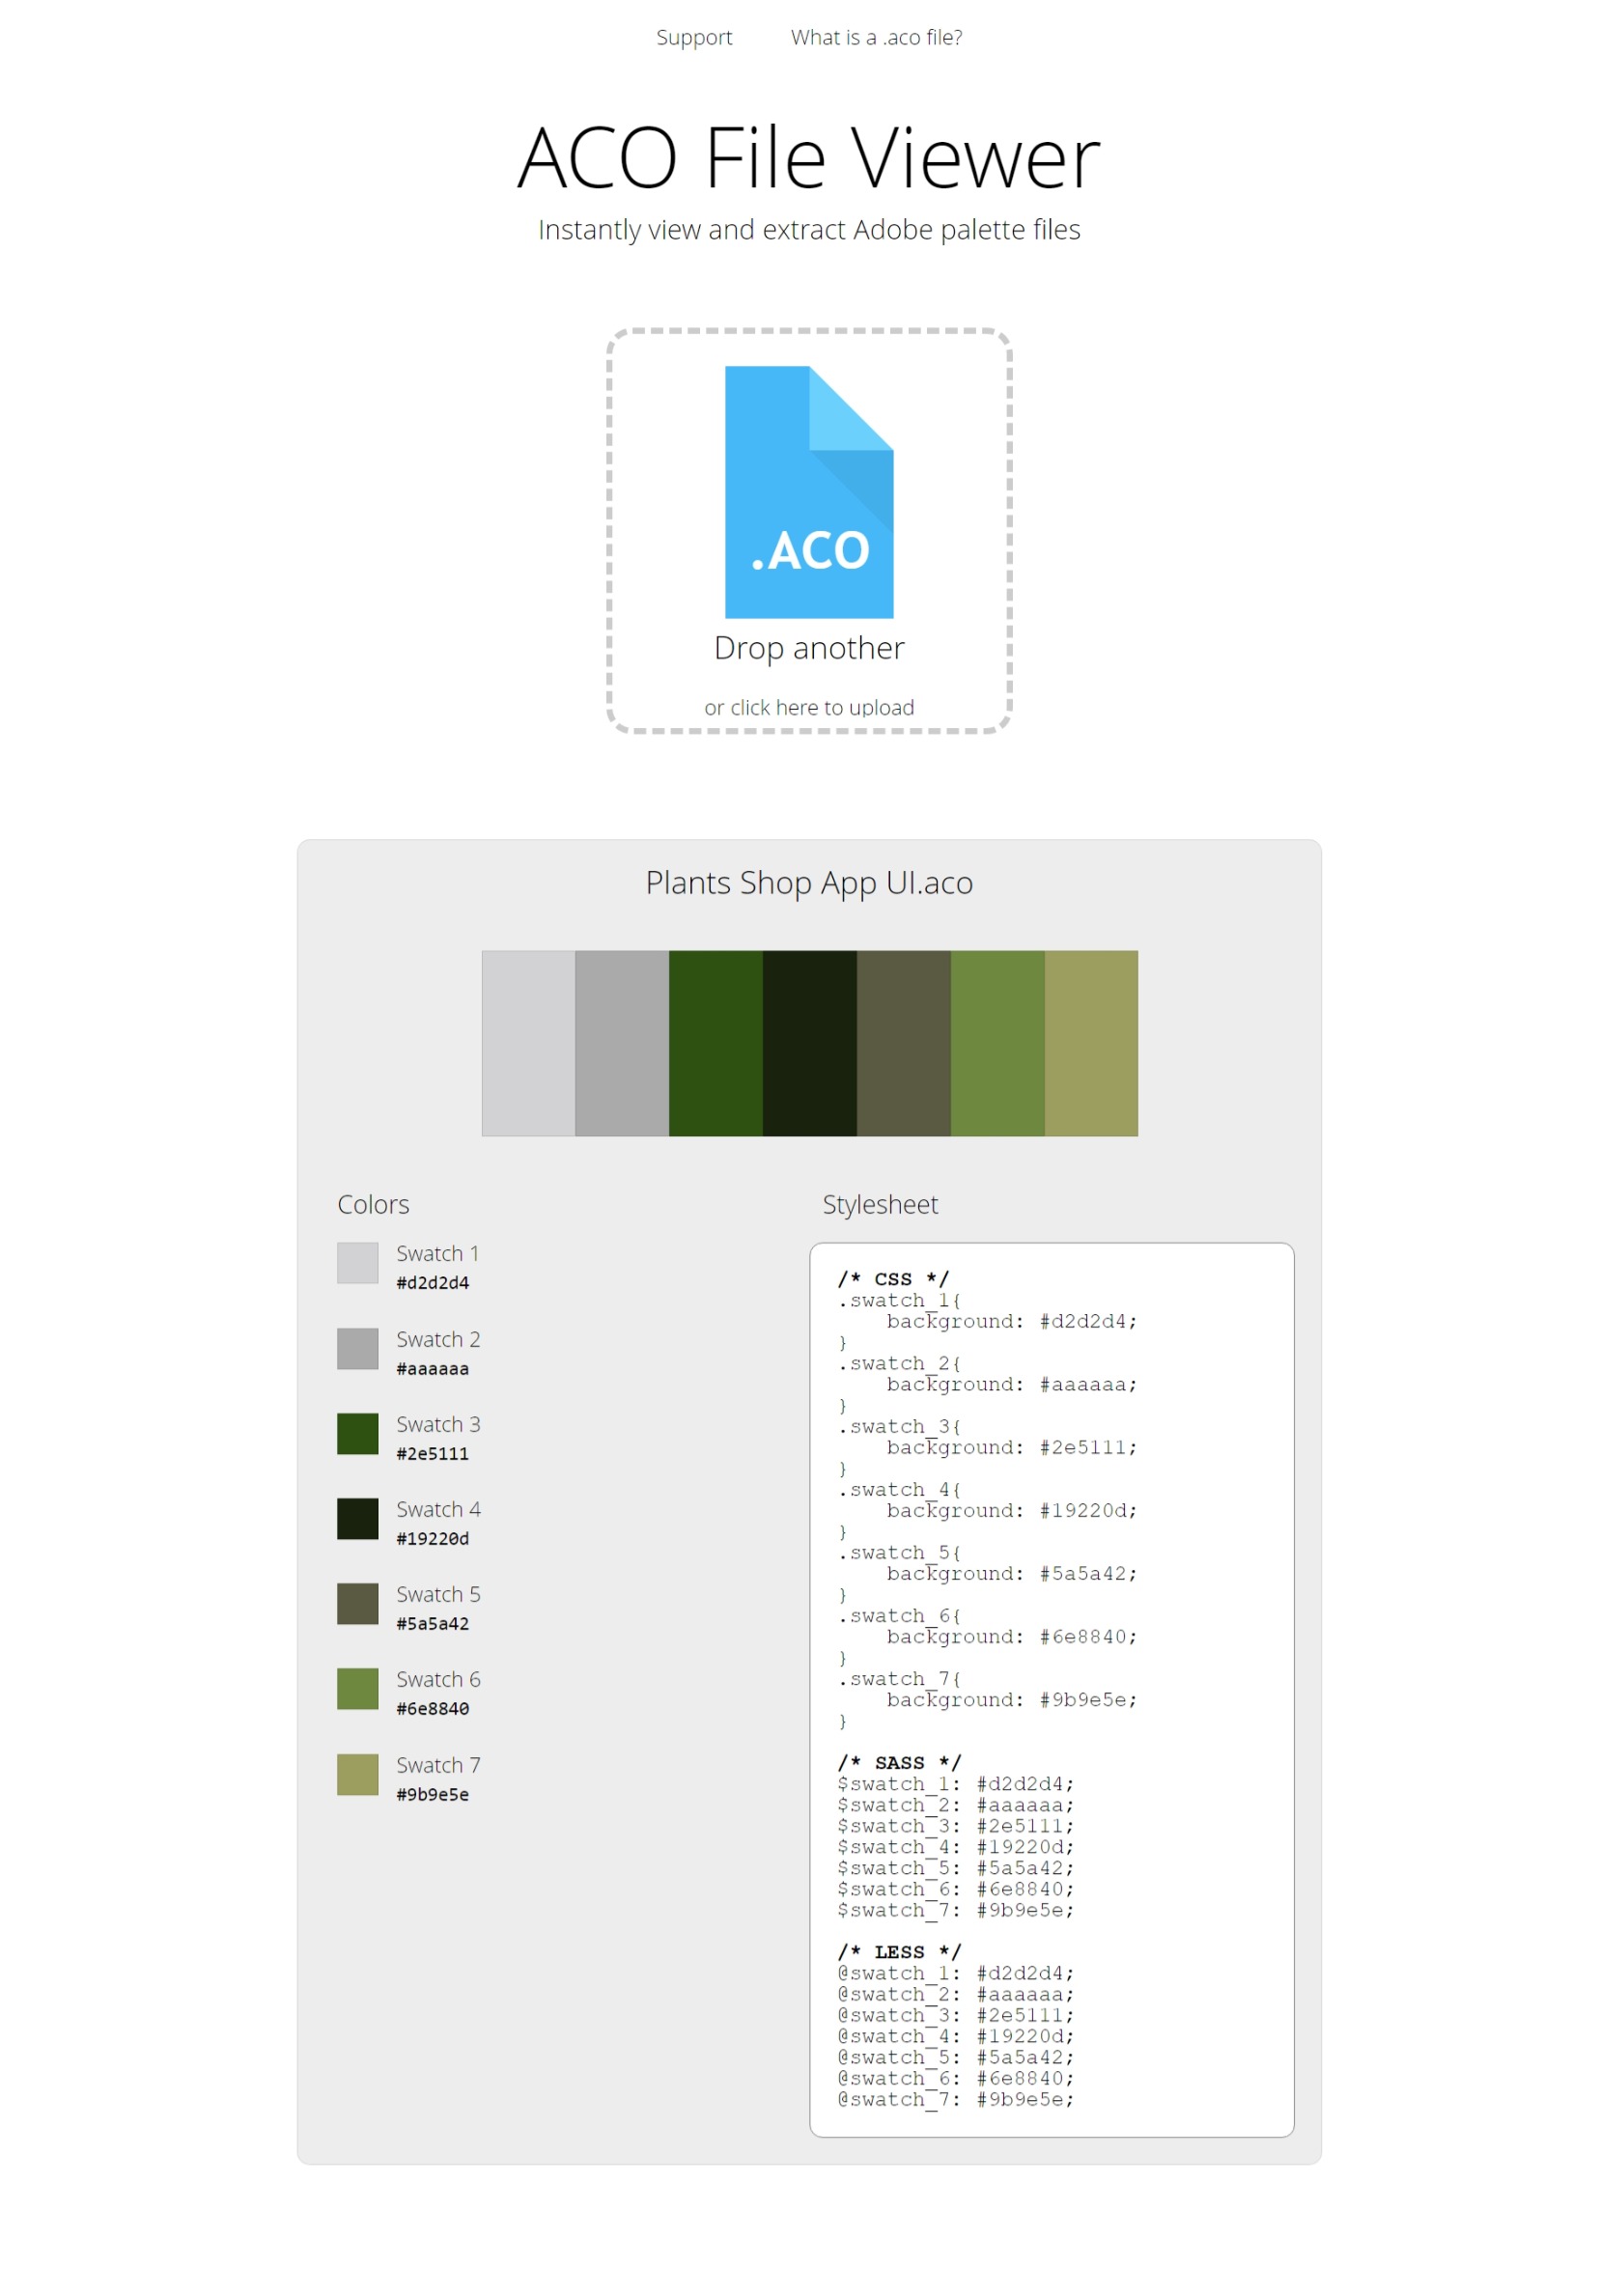 Support What is a .aco file?
ACO File Viewer
Instantly view and extract Adobe palette files
.ACO
Drop another
or click here to upload
Plants Shop App UI.aco
Colors
Swatch 1
#d2d2d4
Swatch 2
#aaaaaa
Swatch 3
#2e5111
Swatch 4
#19220d
Swatch 5
#5a5a42
Swatch 6
#6e8840
Swatch 7
#9b9e5e
Stylesheet
/* CSS */
.swatch_1{
    background: #d2d2d4;
}
.swatch_2{
    background: #aaaaaa;
}
.swatch_3{
    background: #2e5111;
}
.swatch_4{
    background: #19220d;
}
.swatch_5{
    background: #5a5a42;
}
.swatch_6{
    background: #6e8840;
}
.swatch_7{
    background: #9b9e5e;
}
/* SASS */
$swatch_1: #d2d2d4;
$swatch_2: #aaaaaa;
$swatch_3: #2e5111;
$swatch_4: #19220d;
$swatch_5: #5a5a42;
$swatch_6: #6e8840;
$swatch_7: #9b9e5e;
/* LESS */
@swatch_1: #d2d2d4;
@swatch_2: #aaaaaa;
@swatch_3: #2e5111;
@swatch_4: #19220d;
@swatch_5: #5a5a42;
@swatch_6: #6e8840;
@swatch_7: #9b9e5e;